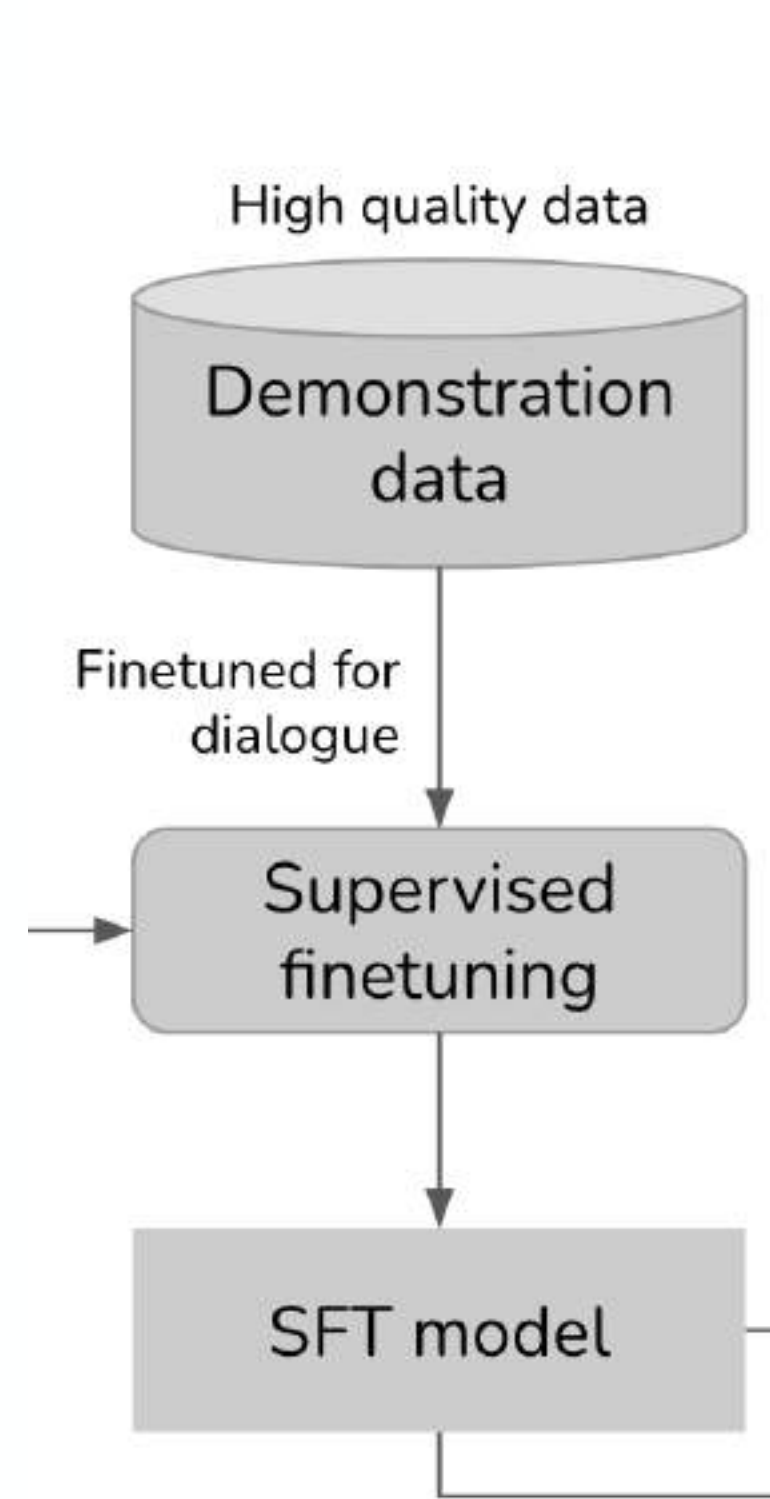 High quality data
Demonstration
data
Finetuned for
dialogue
Supervised
finetuning
SFT model